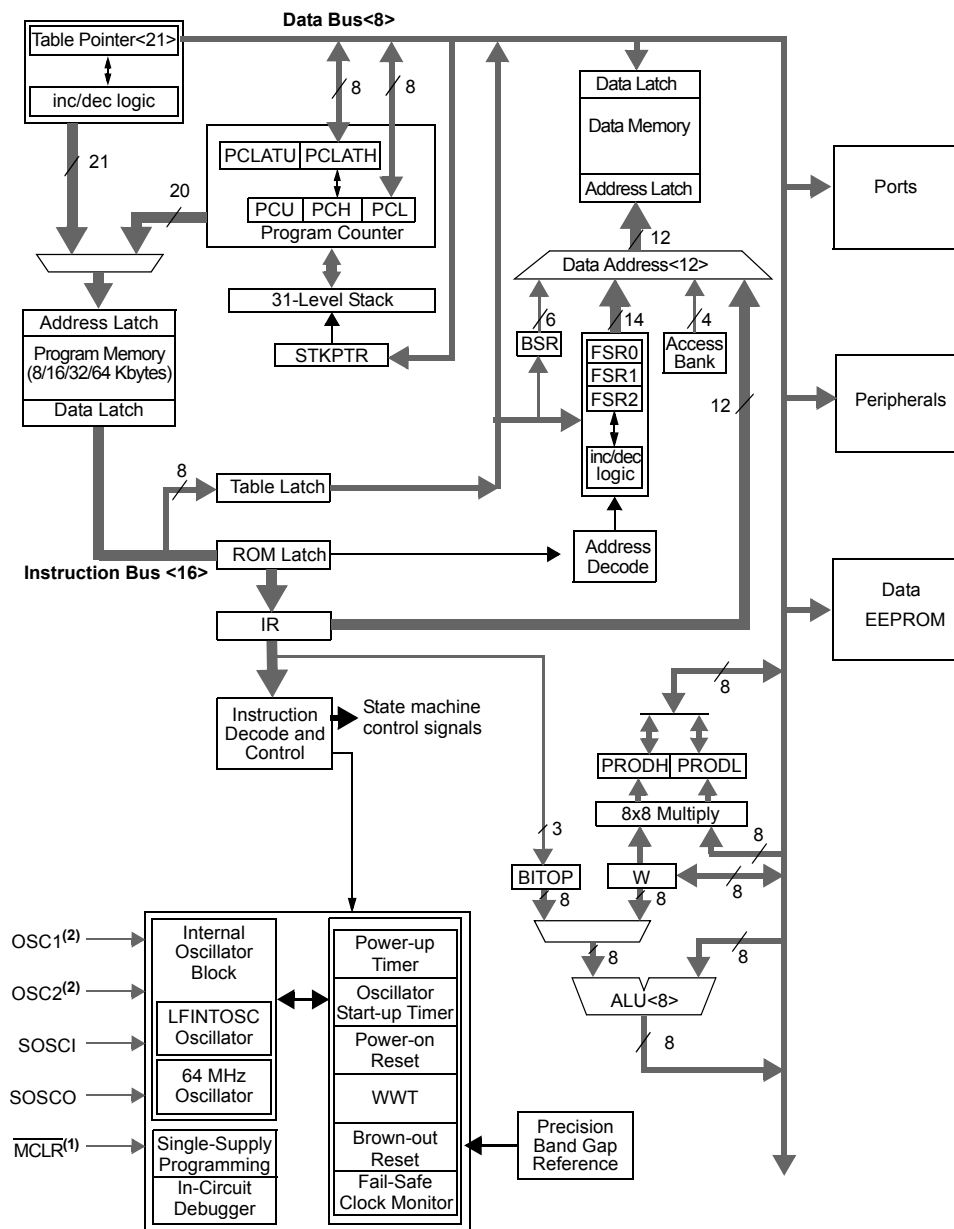 Data Bus<8>
Table Pointer<21>
inc/dec logic
21
20
8
8
PCLATU
PCLATH
PCU
PCH
PCL
Program Counter
31-Level Stack
STKPTR
Data Latch
Data Memory
Address Latch
12
Data Address<12>
6
BSR
14
FSR0
FSR1
FSR2
inc/dec
logic
4
Access
Bank
12
Address
Decode
Ports
Peripherals
Data
EEPROM
Address Latch
Program Memory
(8/16/32/64 Kbytes)
Data Latch
8
Table Latch
ROM Latch
Instruction Bus <16>
IR
Instruction
Decode and
Control
State machine
control signals
8
PRODH
PRODL
8x8 Multiply
3
8
BITOP
W
8
8
8
8
8
ALU<8>
8
OSC1(2)
OSC2(2)
SOSCI
SOSCO
MCLR(1)
Internal
Oscillator
Block
LFINTOSC
Oscillator
64 MHz
Oscillator
Single-Supply
Programming
In-Circuit
Debugger
Power-up
Timer
Oscillator
Start-up Timer
Power-on
Reset
WWT
Brown-out
Reset
Fail-Safe
Clock Monitor
Precision
Band Gap
Reference